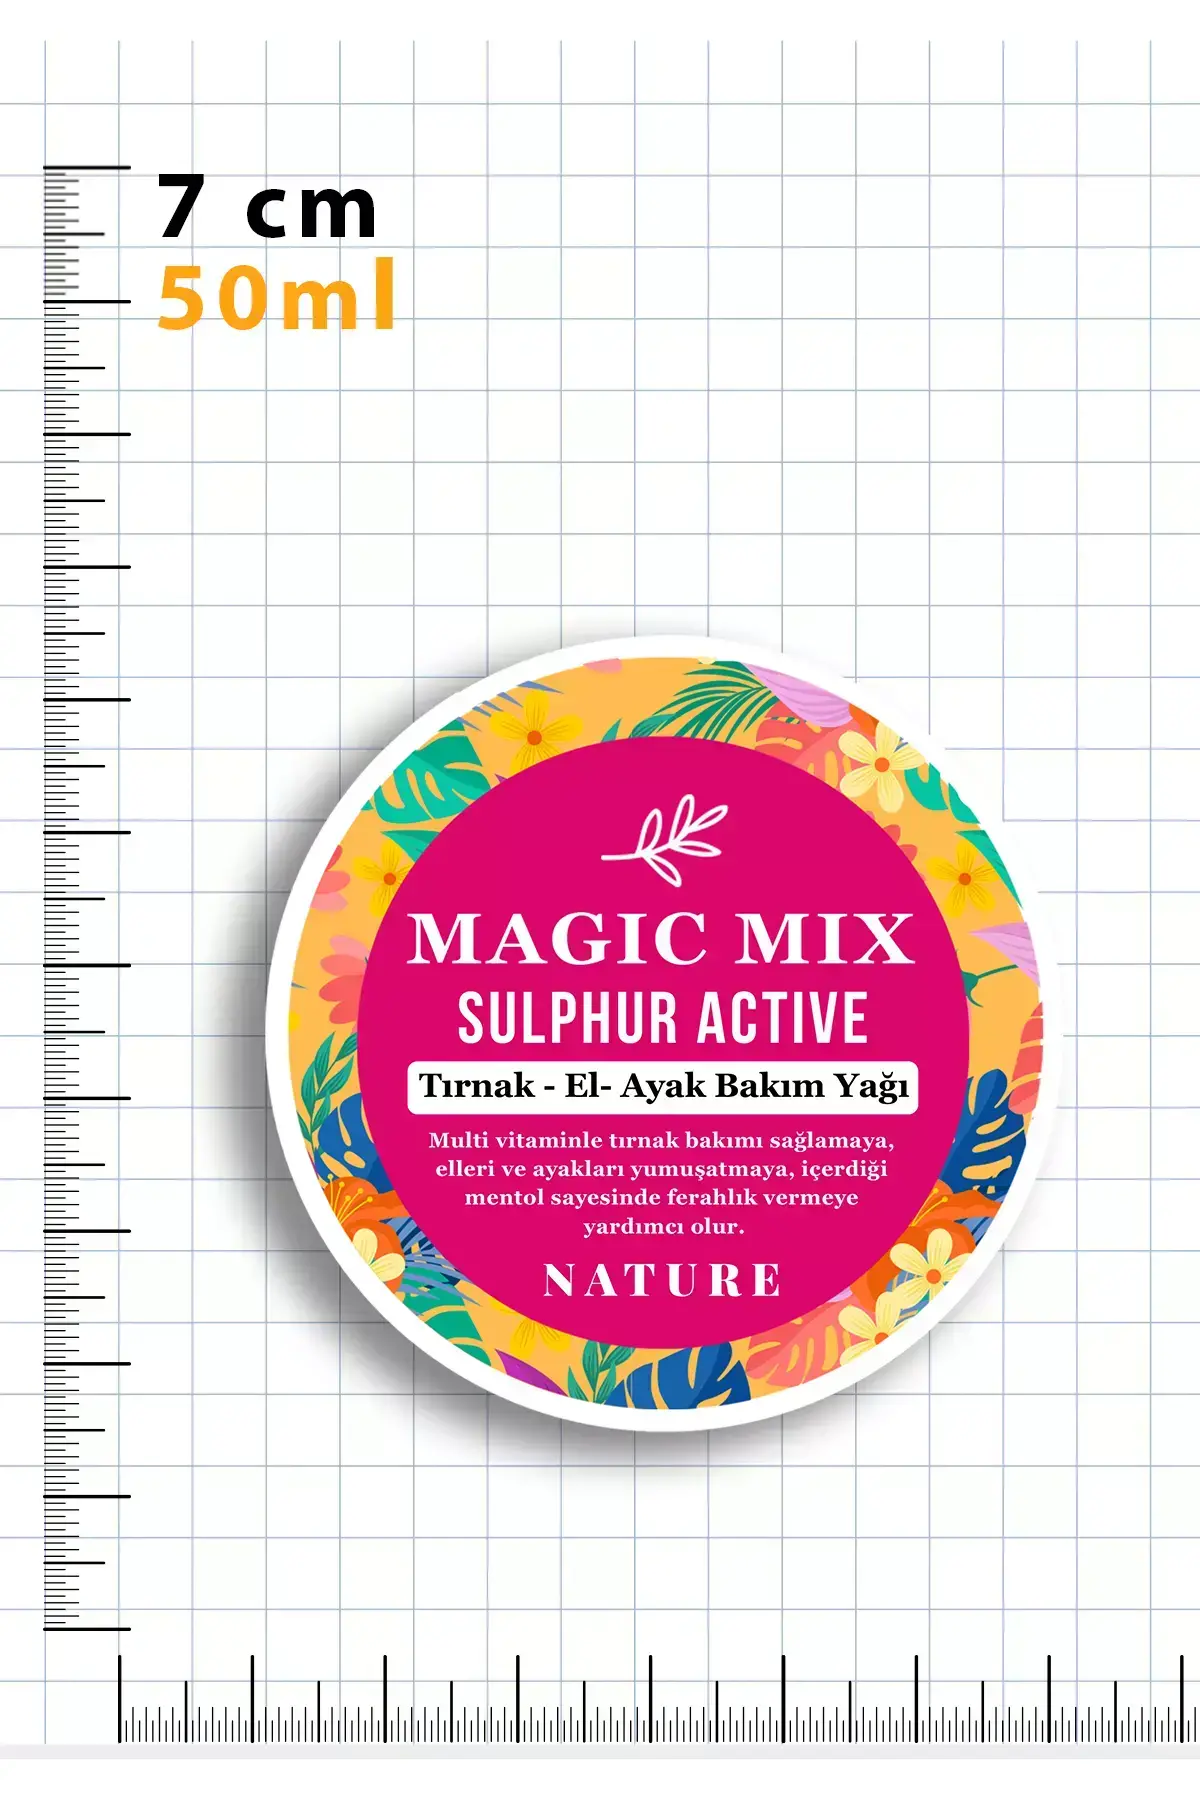 7 cm
50ml
MAGIC MIX
SULPHUR ACTIVE
Tırnak - El- Ayak Bakım Yağı
Multi vitaminle tırnak bakımı sağlamaya,
elleri ve ayakları yumuşatmaya, içerdiği
mentol sayesinde ferahlık vermeye
yardımcı olur.
NATURE